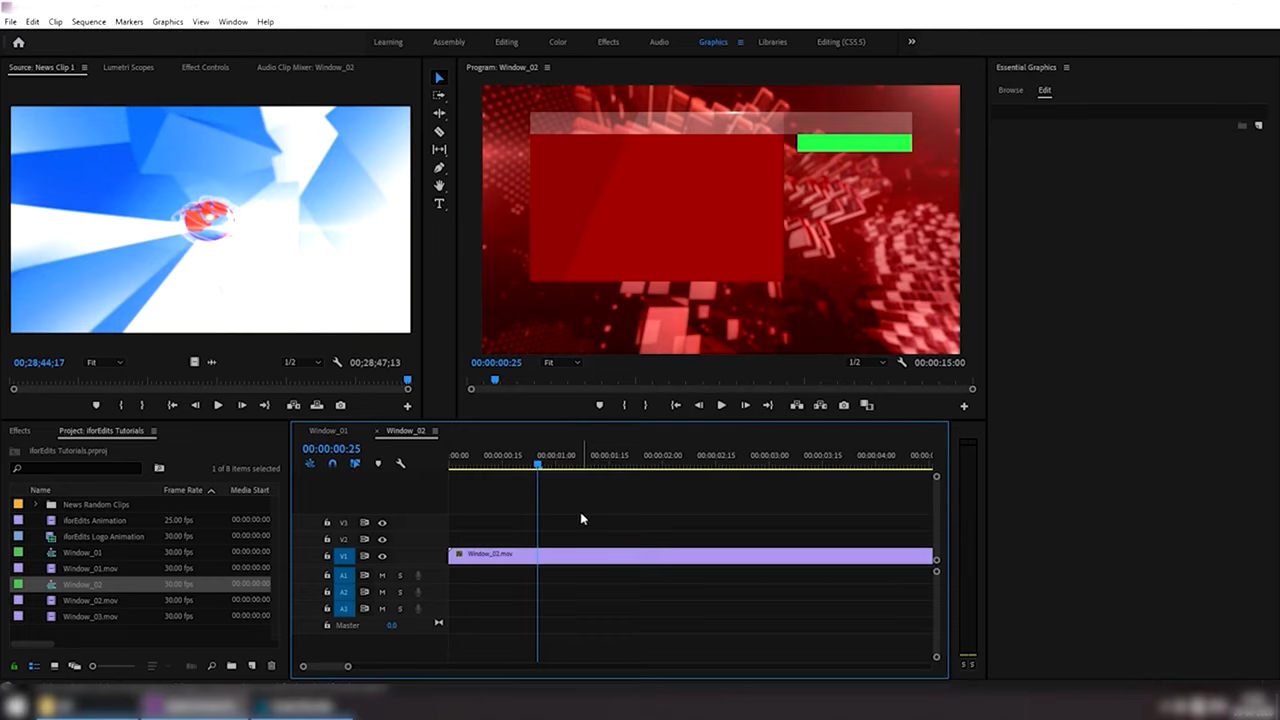 File Edit Clip Sequence Markers Graphics View Window Help
Learning Assembly Editing Color Effects Audio Graphics Libraries Editing (CS5.5)
Source: News Clip 1 Lumetri Scopes Effect Controls Audio Clip Mixer: Window_02
Program: Window_02
Essential Graphics
Browse Edit
00;28;44;17 Fit 1/2 00;28;47;13
00:00:00:25 Fit 1/2 00:00:15:00
Effects Project: iforEdits Tutorials
iforEdits Tutorials.prproj
1 of 8 items selected
Name Frame Rate Media Start
News Random Clips
iforEdits Animation 25.00 fps 00:00:00:00
iforEdits Logo Animation 30.00 fps 00:00:00:00
Window_01 30.00 fps 00:00:00:00
Window_01.mov 30.00 fps 00:00:00:00
Window_02 30.00 fps 00:00:00:00
Window_02.mov 30.00 fps 00:00:00:00
Window_03.mov 30.00 fps 00:00:00:00
Window_01 × Window_02
00:00:00:25
:00:00 00:00:00:15 00:00:01:00 00:00:01:15 00:00:02:00 00:00:02:15 00:00:03:00 00:00:03:15 00:00:04:00 00:00:0
V3
V2
V1 Window_02.mov
A1 M S
A2 M S
A3 M S
Master 0.0
S S